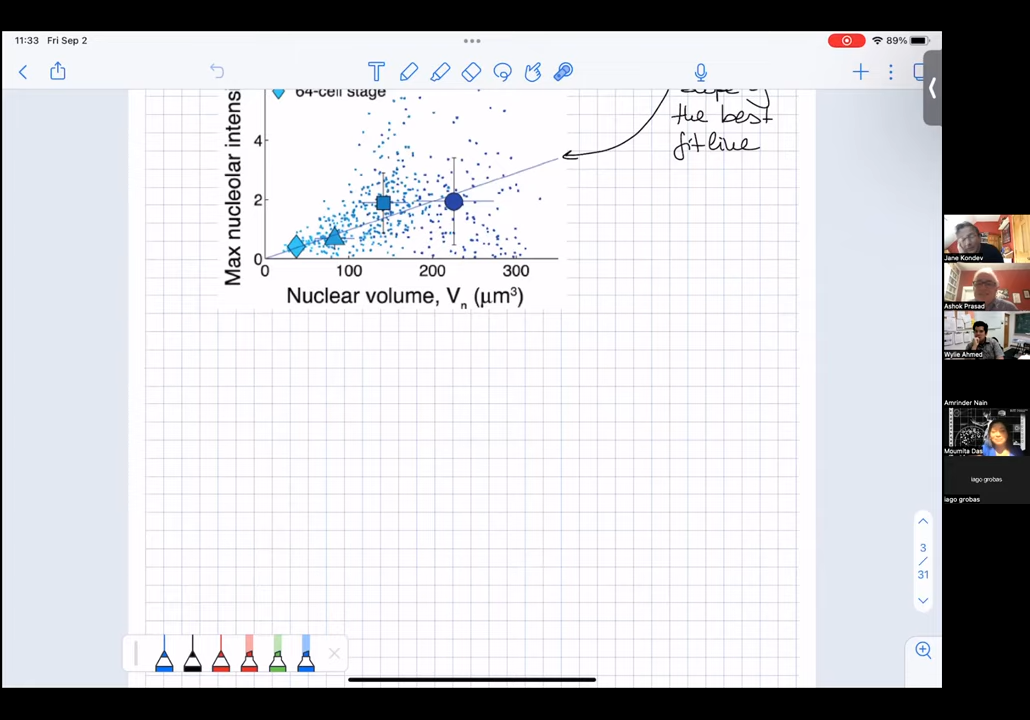 11:33 Fri Sep 2
89%
64-cell stage
the best
fit line
Max nucleolar intens
4
2
0
0 100 200 300
Nuclear volume, Vn (μm³)
3
/
31
Jane Kondev
Ashok Prasad
Wylie Ahmed
Amrinder Nain
Moumita Das
iago grobas
iago grobas